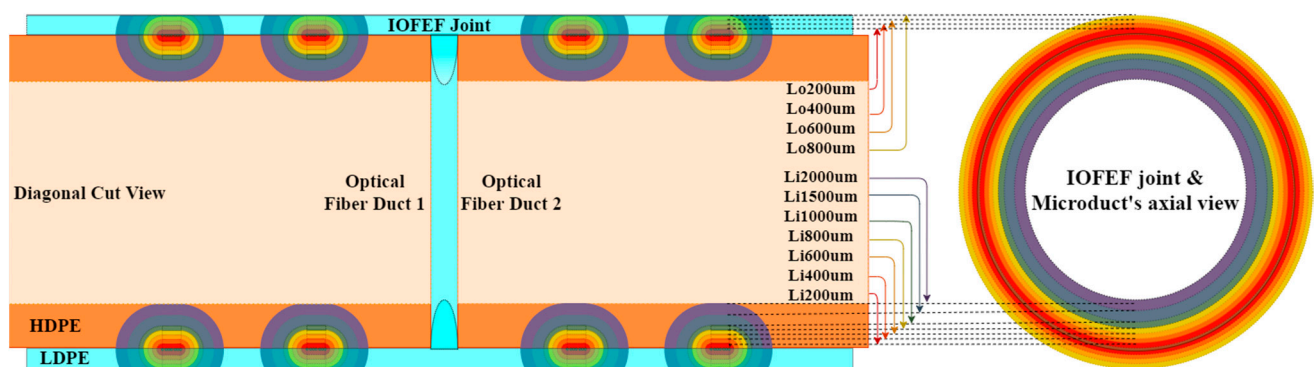 IOFEF Joint
Lo200um
Lo400um
Lo600um
Lo800um
Diagonal Cut View
Optical
Fiber Duct 1
Optical
Fiber Duct 2
Li2000um
Li1500um
Li1000um
Li800um
Li600um
Li400um
Li200um
HDPE
LDPE
IOFEF joint &
Microduct's axial view